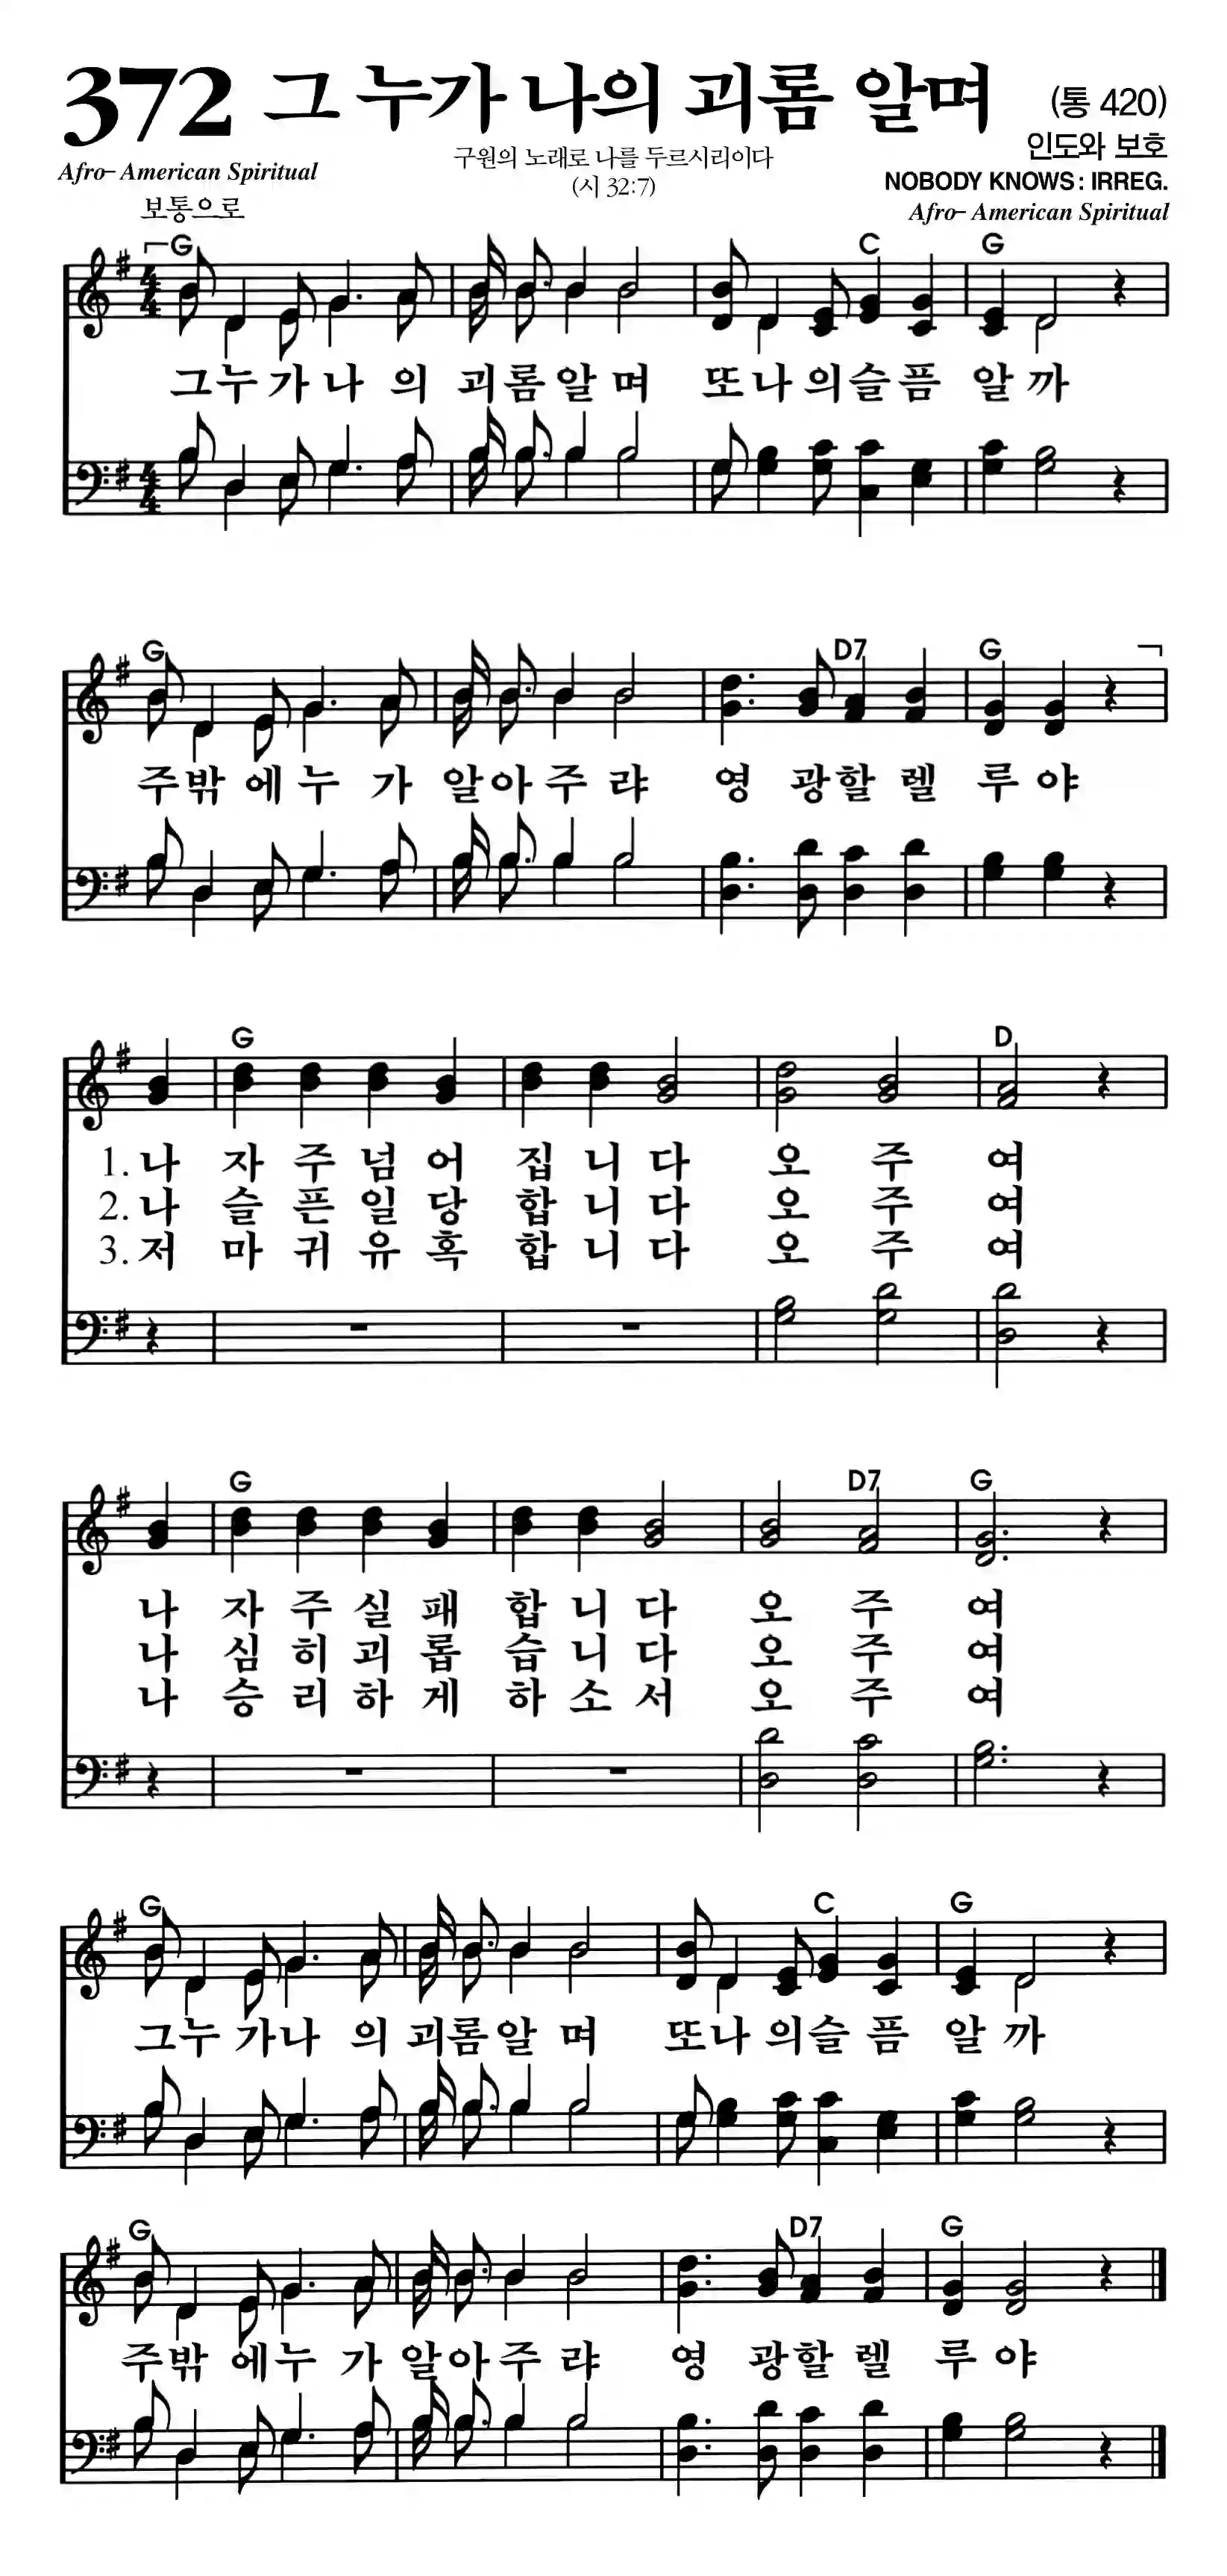 372 그 누가 나의 괴롬 알며 (통 420)
인도와 보호
Afro-American Spiritual 구원의 노래로 나를 두르시리이다
(시 32:7)
NOBODY KNOWS: IRREG.
보통으로
Afro-American Spiritual
G C G
그누 가 나 의 괴롬 알 며 또나 의슬 픔 알 까
G D7 G
주밖 에 누 가 알아 주 랴 영 광할 렐 루 야
G D
1. 나 자 주 넘 어 집 니 다 오 주 여
2. 나 슬 픈 일 당 합 니 다 오 주 여
3. 저 마 귀 유 혹 합 니 다 오 주 여
G D7 G
나 자 주 실 패 합 니 다 오 주 여
나 심 히 괴 롭 습 니 다 오 주 여
나 승 리 하 게 하 소 서 오 주 여
G C G
그누 가나 의 괴롬 알 며 또나 의슬 픔 알 까
G D7 G
주밖 에누 가 알아 주 랴 영 광할 렐 루 야